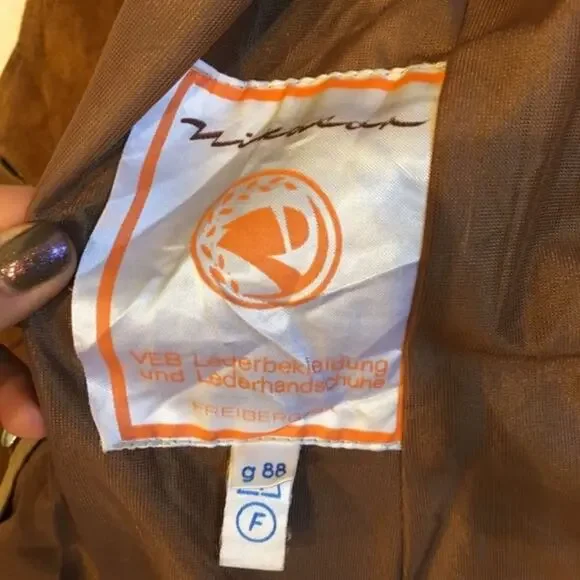 VEB Lederbekleidung
und Lederhandschuhe
FREIBERG
g 88
F